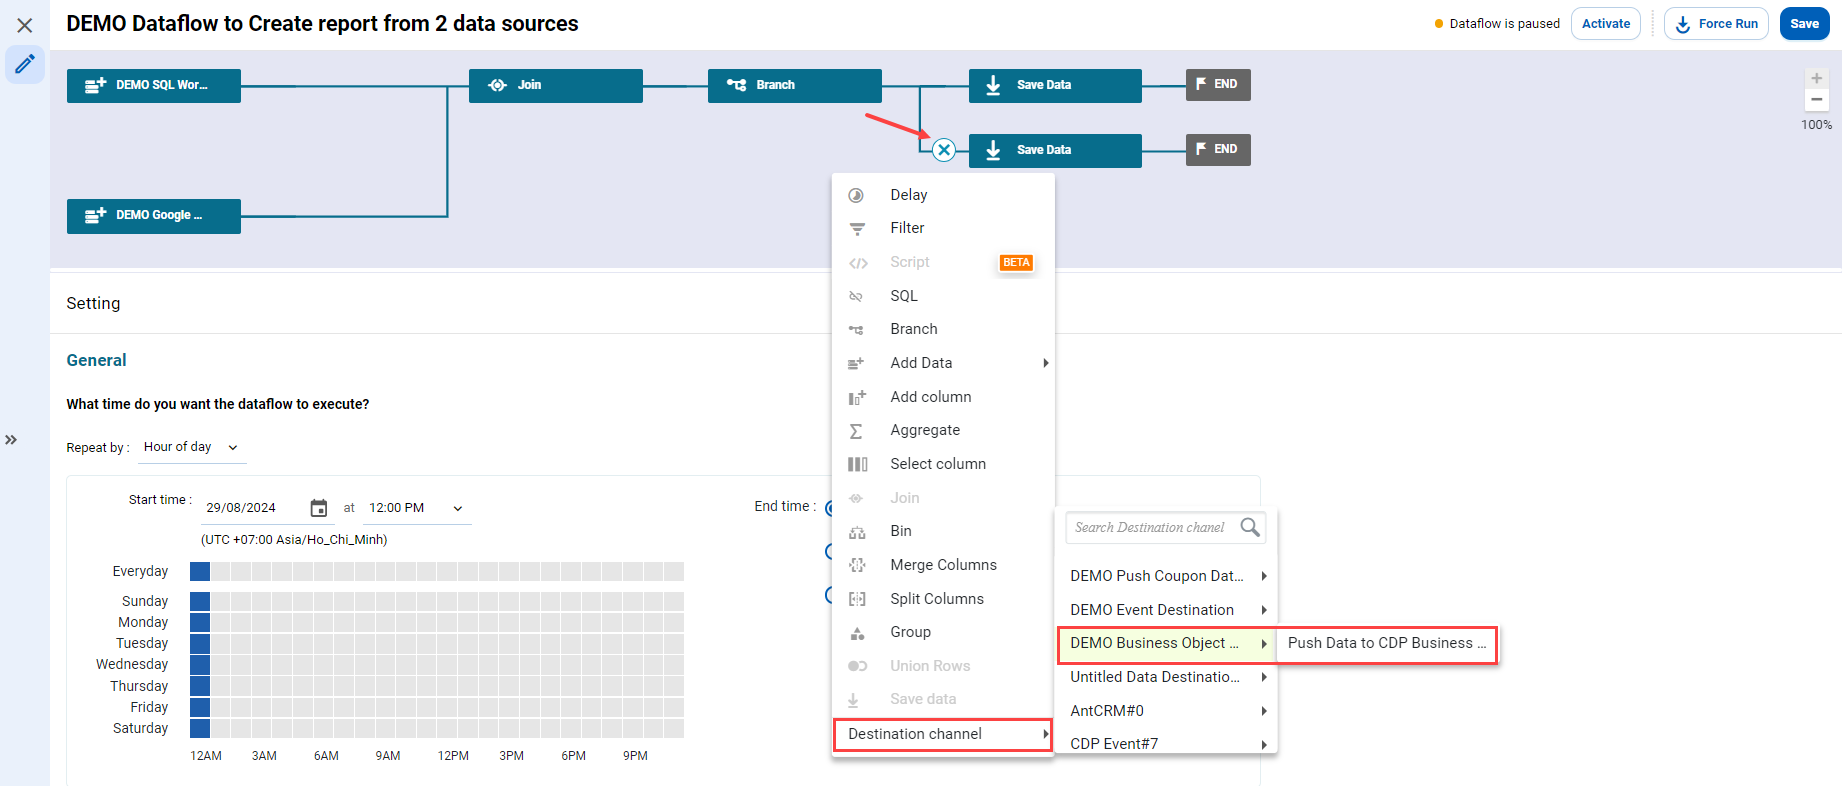 DEMO Dataflow to Create report from 2 data sources
Dataflow is paused
Activate
Force Run
Save
DEMO SQL Wor...
Join
Branch
Save Data
END
100%
Save Data
END
DEMO Google ...
Delay
Filter
Script
BETA
SQL
Branch
Add Data
Add column
Aggregate
Select column
Join
Bin
Merge Columns
Split Columns
Group
Union Rows
Save data
Destination channel
Search Destination chanel
DEMO Push Coupon Dat...
DEMO Event Destination
DEMO Business Object ...
Push Data to CDP Business ...
Untitled Data Destinatio...
AntCRM#0
CDP Event#7
Setting
General
What time do you want the dataflow to execute?
Repeat by :
Hour of day
Start time :
29/08/2024
at
12:00 PM
End time :
(UTC +07:00 Asia/Ho_Chi_Minh)
Everyday
Sunday
Monday
Tuesday
Wednesday
Thursday
Friday
Saturday
12AM 3AM 6AM 9AM 12PM 3PM 6PM 9PM